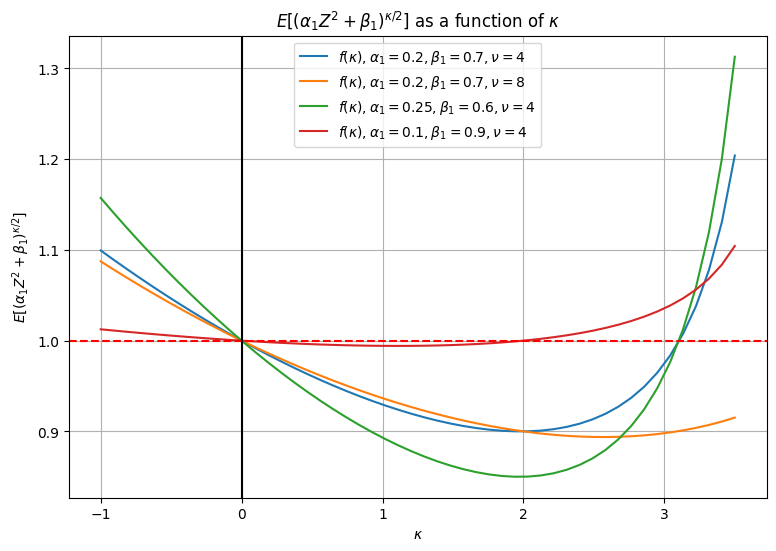 E[(α₁Z² + β₁)^{κ/2}] as a function of κ
f(κ), α₁ = 0.2, β₁ = 0.7, ν = 4
f(κ), α₁ = 0.2, β₁ = 0.7, ν = 8
f(κ), α₁ = 0.25, β₁ = 0.6, ν = 4
f(κ), α₁ = 0.1, β₁ = 0.9, ν = 4
E[(α₁Z² + β₁)^{κ/2}]
1.3
1.2
1.1
1.0
0.9
−1 0 1 2 3
κ